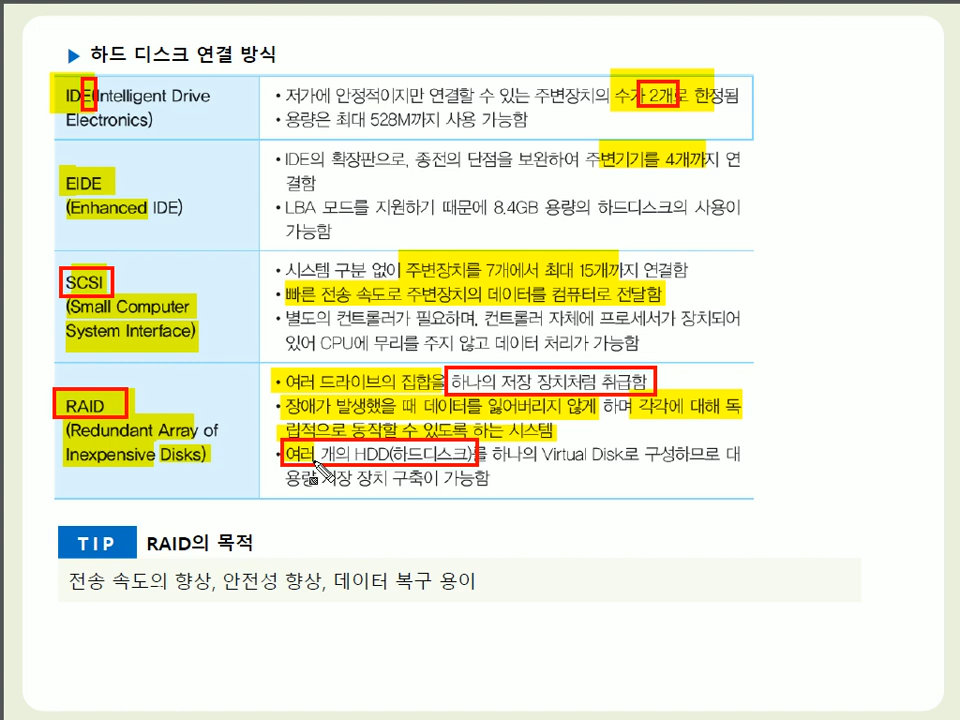 ▶ 하드 디스크 연결 방식
IDE(Intelligent Drive
Electronics)
• 저가에 안정적이지만 연결할 수 있는 주변장치의 수가 2개로 한정됨
• 용량은 최대 528M까지 사용 가능함
EIDE
(Enhanced IDE)
• IDE의 확장판으로, 종전의 단점을 보완하여 주변기기를 4개까지 연
결함
• LBA 모드를 지원하기 때문에 8.4GB 용량의 하드디스크의 사용이
가능함
SCSI
(Small Computer
System Interface)
• 시스템 구분 없이 주변장치를 7개에서 최대 15개까지 연결함
• 빠른 전송 속도로 주변장치의 데이터를 컴퓨터로 전달함
• 별도의 컨트롤러가 필요하며, 컨트롤러 자체에 프로세서가 장치되어
있어 CPU에 무리를 주지 않고 데이터 처리가 가능함
RAID
(Redundant Array of
Inexpensive Disks)
• 여러 드라이브의 집합을 하나의 저장 장치처럼 취급함
• 장애가 발생했을 때 데이터를 잃어버리지 않게 하며 각각에 대해 독
립적으로 동작할 수 있도록 하는 시스템
• 여러 개의 HDD(하드디스크)를 하나의 Virtual Disk로 구성하므로 대
용량 저장 장치 구축이 가능함
TIP RAID의 목적
전송 속도의 향상, 안전성 향상, 데이터 복구 용이